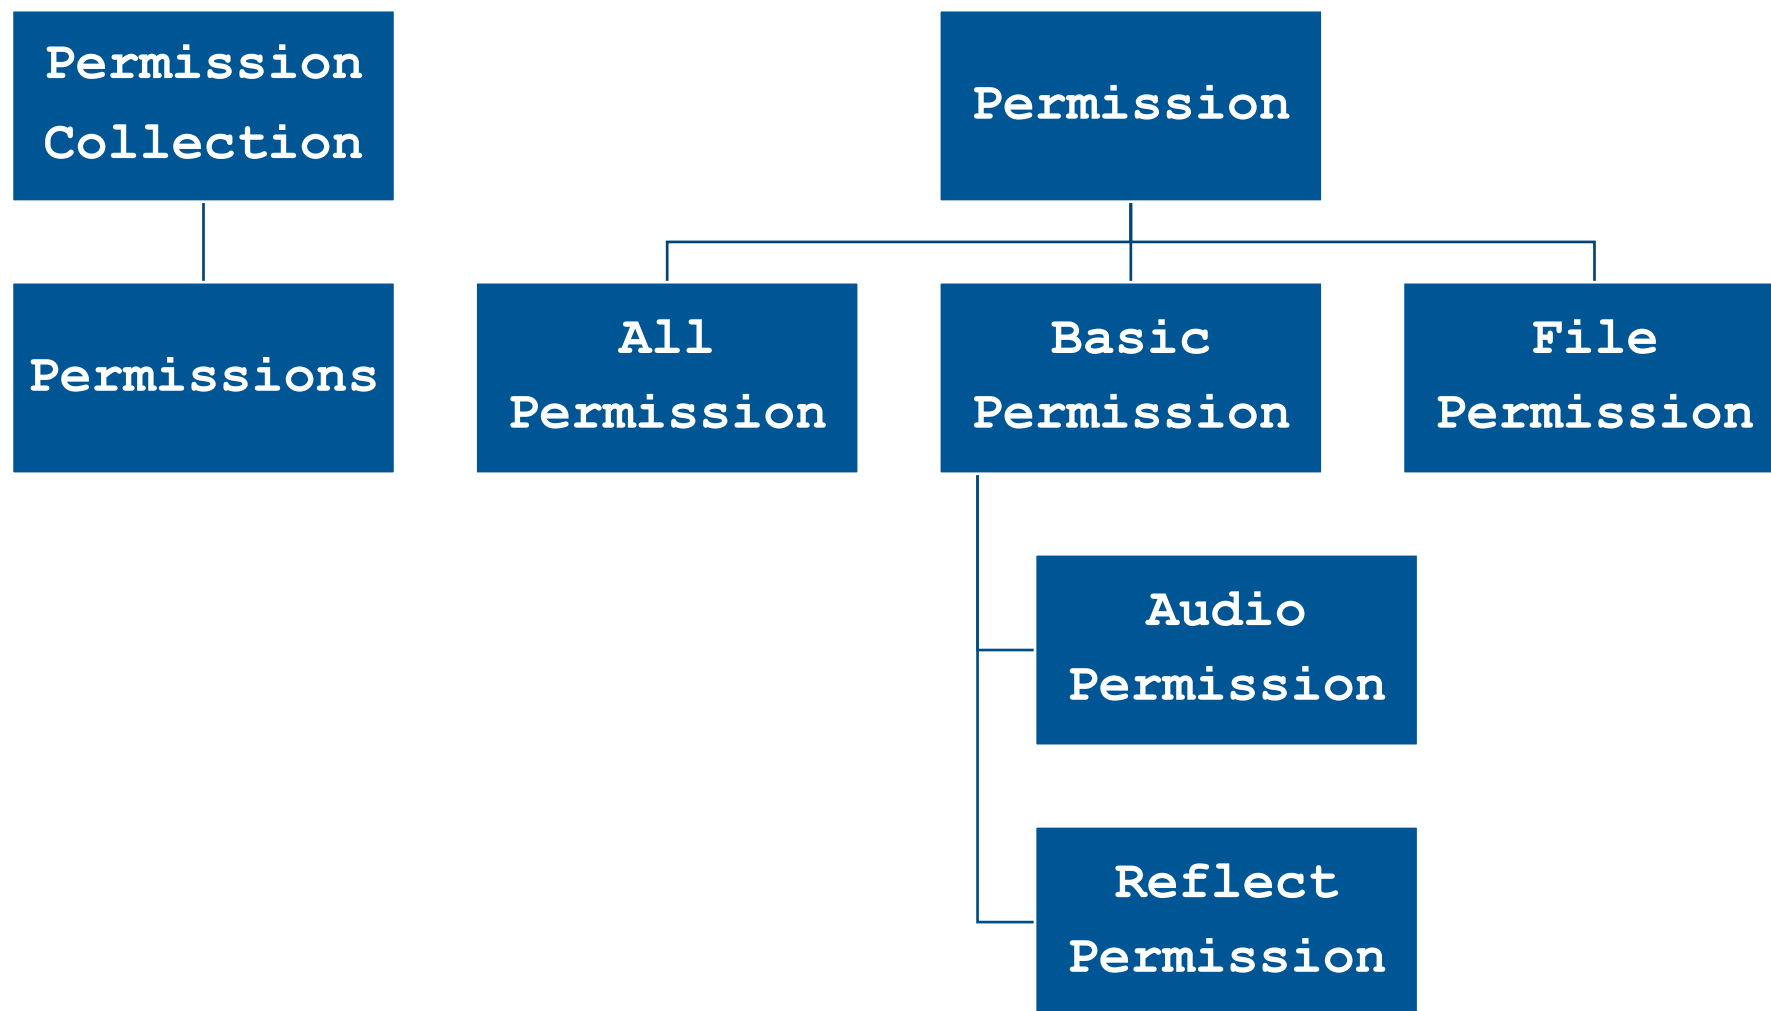 Permission
Collection
Permission
Permissions
All
Permission
Basic
Permission
File
Permission
Audio
Permission
Reflect
Permission